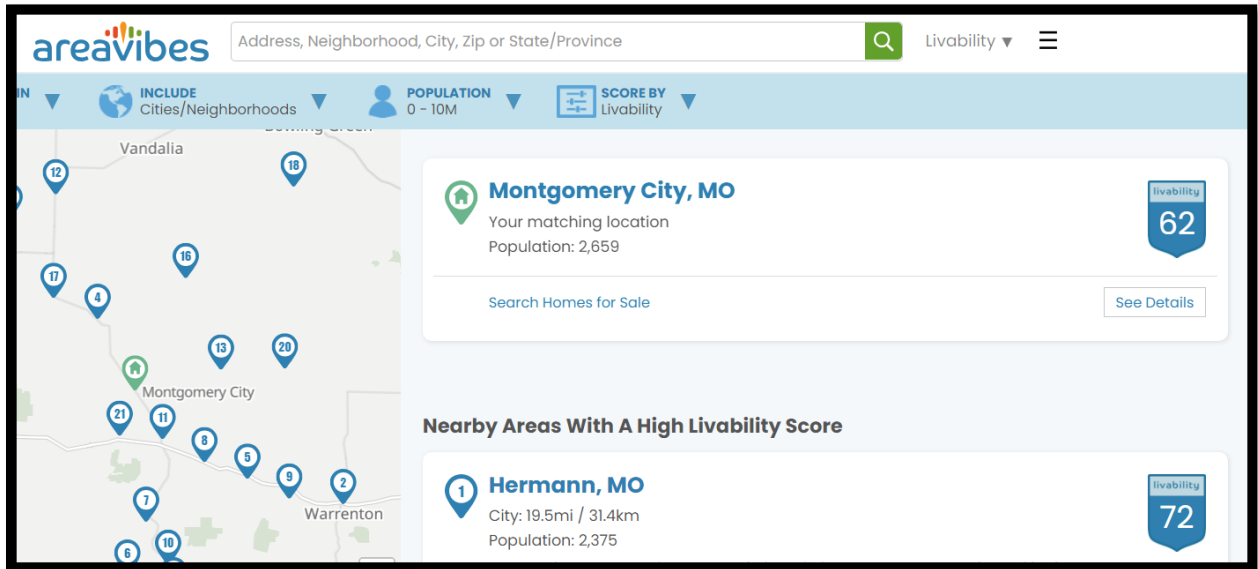 areavibes
Address, Neighborhood, City, Zip or State/Province
Livability ▼
IN ▼
INCLUDE
Cities/Neighborhoods ▼
POPULATION
0 - 10M ▼
SCORE BY
Livability ▼
Bowling Green
Vandalia
12
18
16
17
4
13
20
Montgomery City
21
11
8
5
9
2
7
Warrenton
10
6
Montgomery City, MO
Your matching location
Population: 2,659
livability
62
Search Homes for Sale
See Details
Nearby Areas With A High Livability Score
1
Hermann, MO
City: 19.5mi / 31.4km
Population: 2,375
livability
72